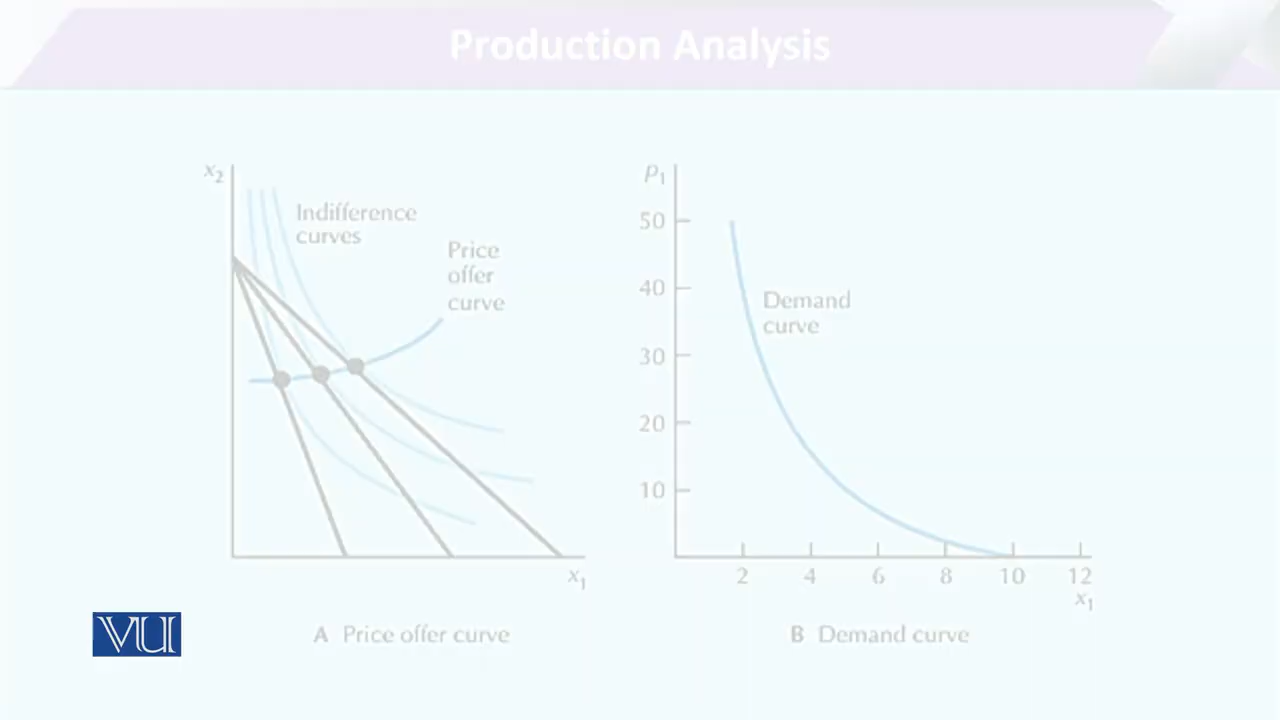 Production Analysis
x2
Indifference
curves
Price
offer
curve
x1
A Price offer curve
p1
50
40
30
20
10
Demand
curve
2 4 6 8 10 12
x1
B Demand curve
VU